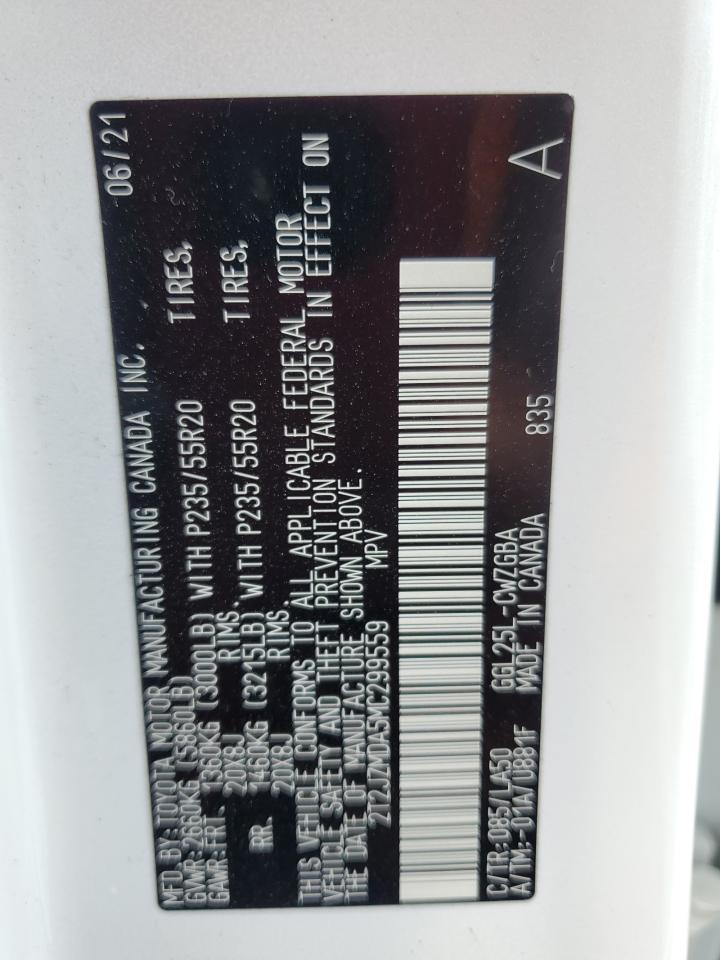 MFD. BY: TOYOTA MOTOR MANUFACTURING CANADA INC. 06/21
GVWR: 2660KG (5860LB)
GAWR: FRT. 1360KG (3000LB) WITH P235/55R20 TIRES,
20X8J RIMS.
RR. 1460KG (3215LB) WITH P235/55R20 TIRES,
20X8J RIMS.
THIS VEHICLE CONFORMS TO ALL APPLICABLE FEDERAL MOTOR
VEHICLE SAFETY AND THEFT PREVENTION STANDARDS IN EFFECT ON
THE DATE OF MANUFACTURE SHOWN ABOVE.
2T2JZMDA5MC299559 MPV
C/TR: 085/LA50 GGL25L-CWZGBA 835 A
A/TM: -01A/U881F MADE IN CANADA